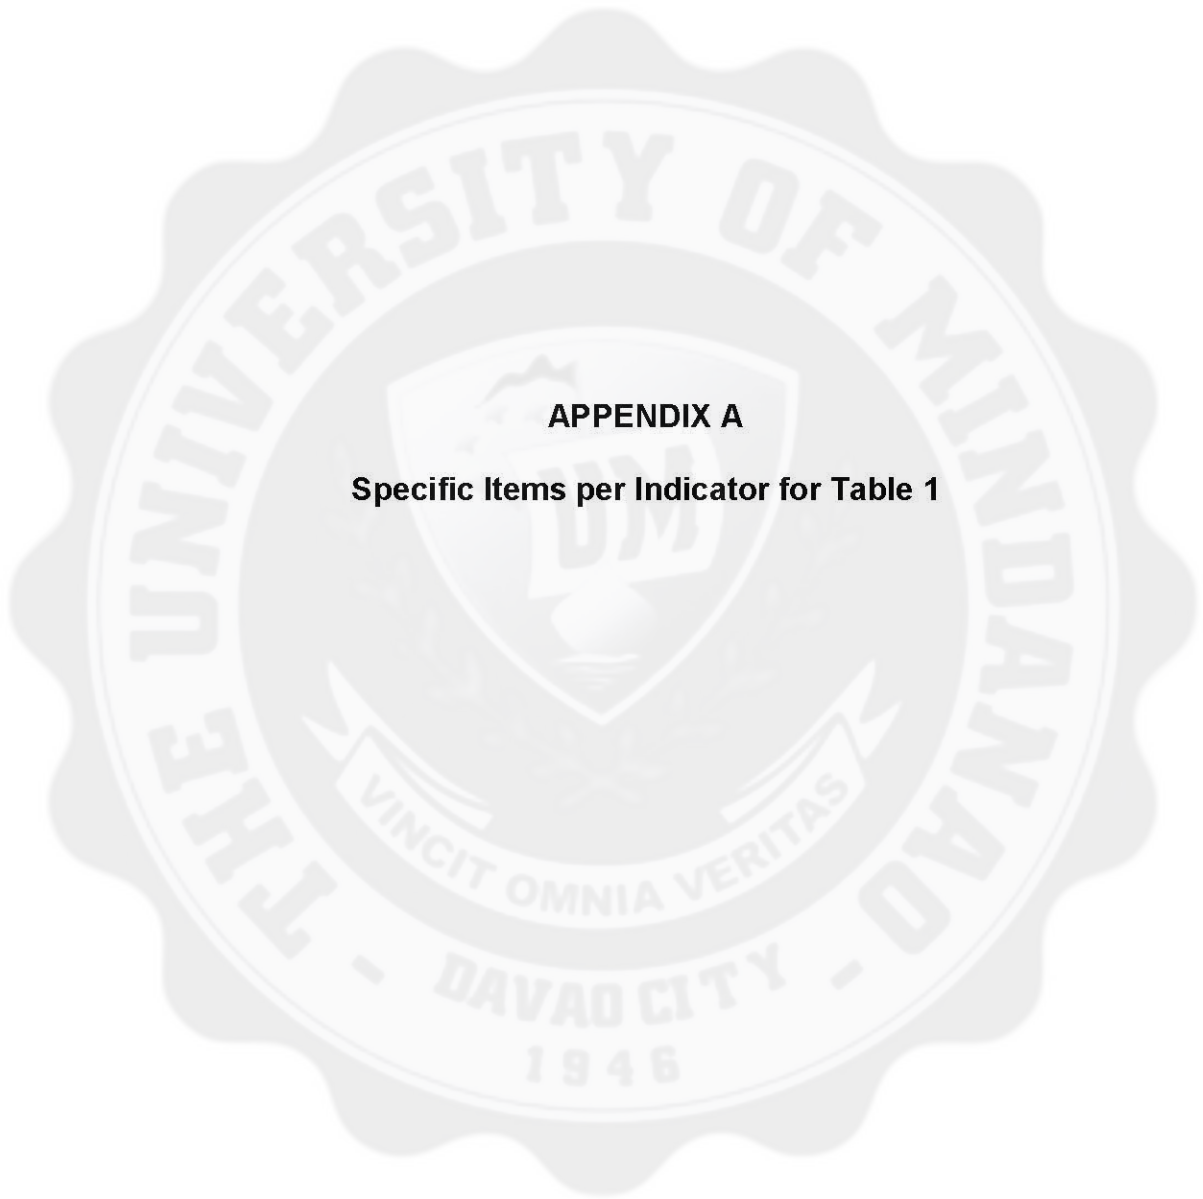 APPENDIX A
Specific Items per Indicator for Table 1
THE UNIVERSITY OF MINDANAO
UM
VINCIT OMNIA VERITAS
- DAVAO CITY -
1946